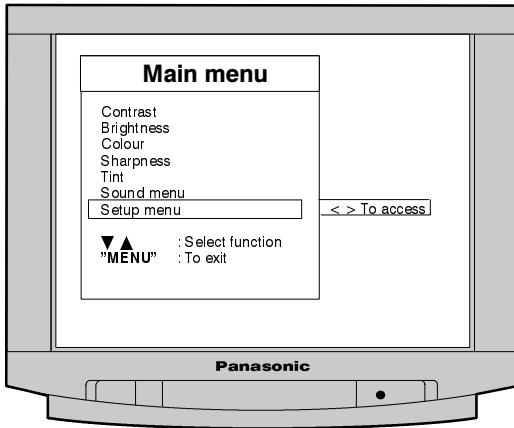 Main menu
Contrast
Brightness
Colour
Sharpness
Tint
Sound menu
Setup menu < > To access
▼ ▲ : Select function
"MENU" : To exit
Panasonic